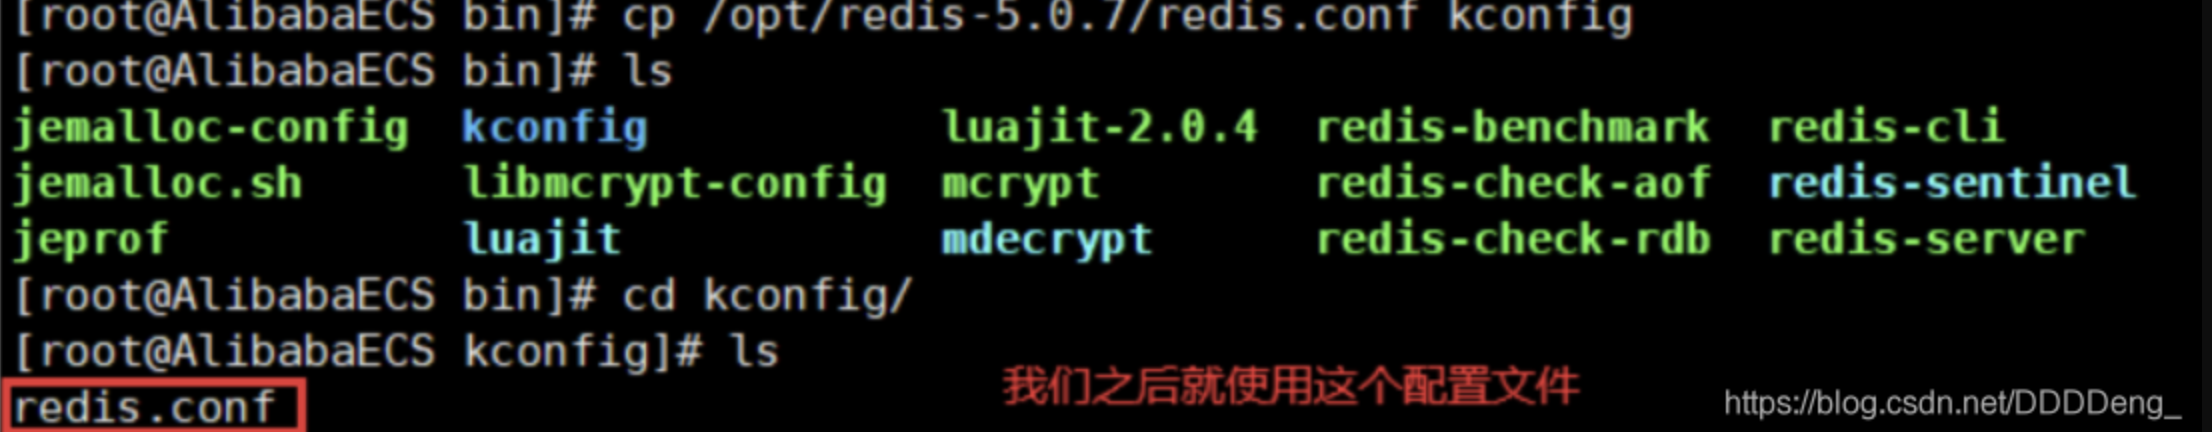 [root@AlibabaECS bin]# cp /opt/redis-5.0.7/redis.conf kconfig
[root@AlibabaECS bin]# ls
jemalloc-config kconfig luajit-2.0.4 redis-benchmark redis-cli
jemalloc.sh libmcrypt-config mcrypt redis-check-aof redis-sentinel
jeprof luajit mdecrypt redis-check-rdb redis-server
[root@AlibabaECS bin]# cd kconfig/
[root@AlibabaECS kconfig]# ls
redis.conf
我们之后就使用这个配置文件
https://blog.csdn.net/DDDDeng_